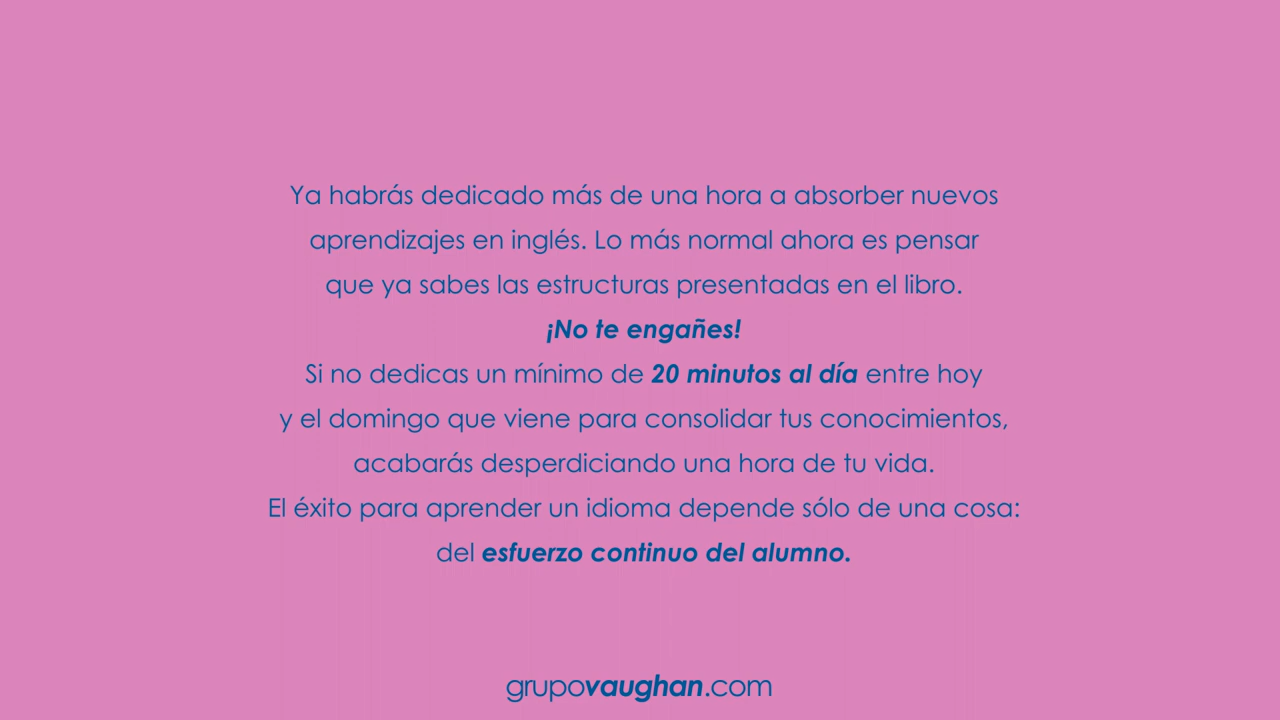 Ya habrás dedicado más de una hora a absorber nuevos
aprendizajes en inglés. Lo más normal ahora es pensar
que ya sabes las estructuras presentadas en el libro.
¡No te engañes!
Si no dedicas un mínimo de 20 minutos al día entre hoy
y el domingo que viene para consolidar tus conocimientos,
acabarás desperdiciando una hora de tu vida.
El éxito para aprender un idioma depende sólo de una cosa:
del esfuerzo continuo del alumno.
grupovaughan.com